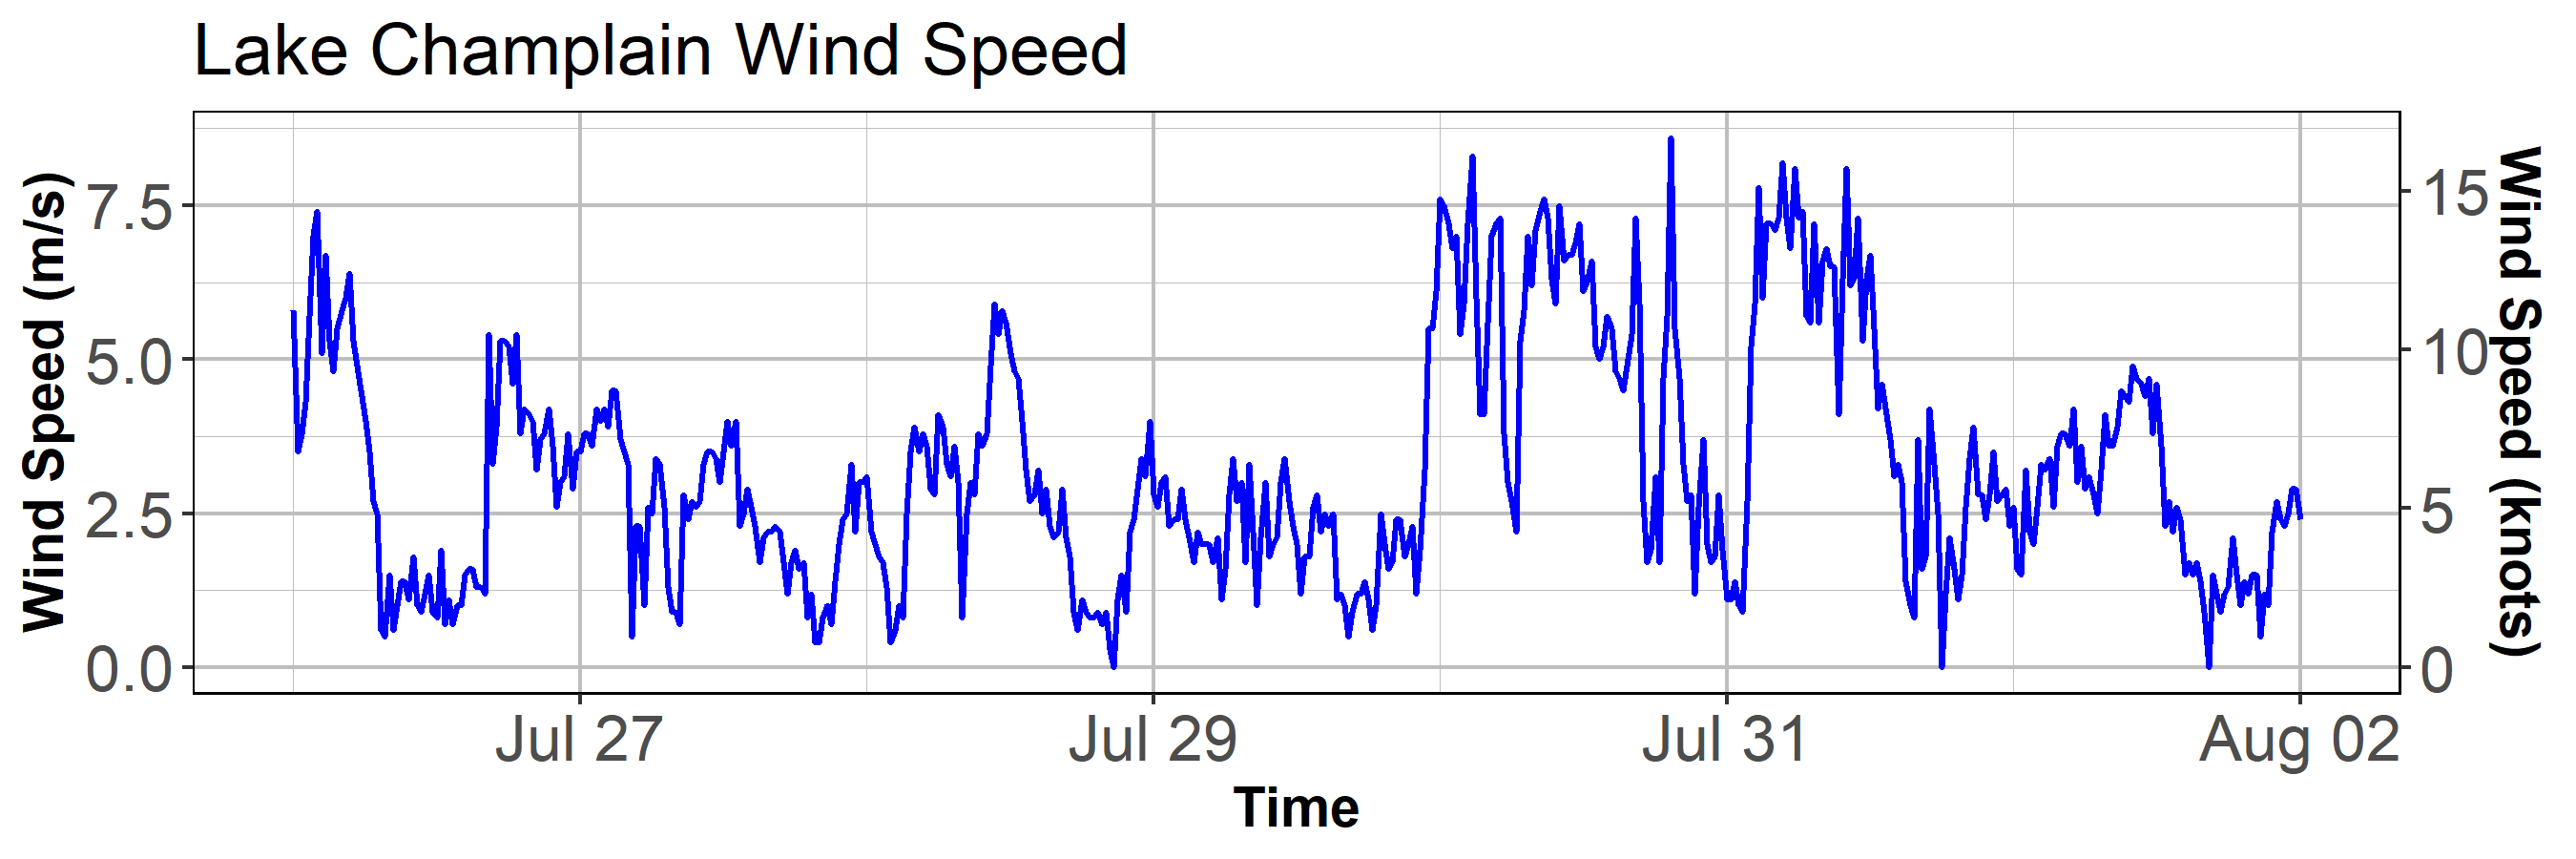 Lake Champlain Wind Speed
Wind Speed (m/s)
7.5
5.0
2.5
0.0
15
10
5
0
Wind Speed (knots)
Jul 27
Jul 29
Jul 31
Aug 02
Time